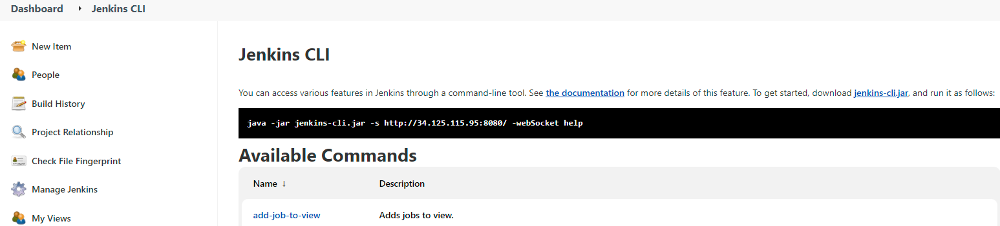 Dashboard ‣ Jenkins CLI
New Item
People
Build History
Project Relationship
Check File Fingerprint
Manage Jenkins
My Views
Jenkins CLI
You can access various features in Jenkins through a command-line tool. See the documentation for more details of this feature. To get started, download jenkins-cli.jar, and run it as follows:
java -jar jenkins-cli.jar -s http://34.125.115.95:8080/ -webSocket help
Available Commands
Name ↓ Description
add-job-to-view Adds jobs to view.